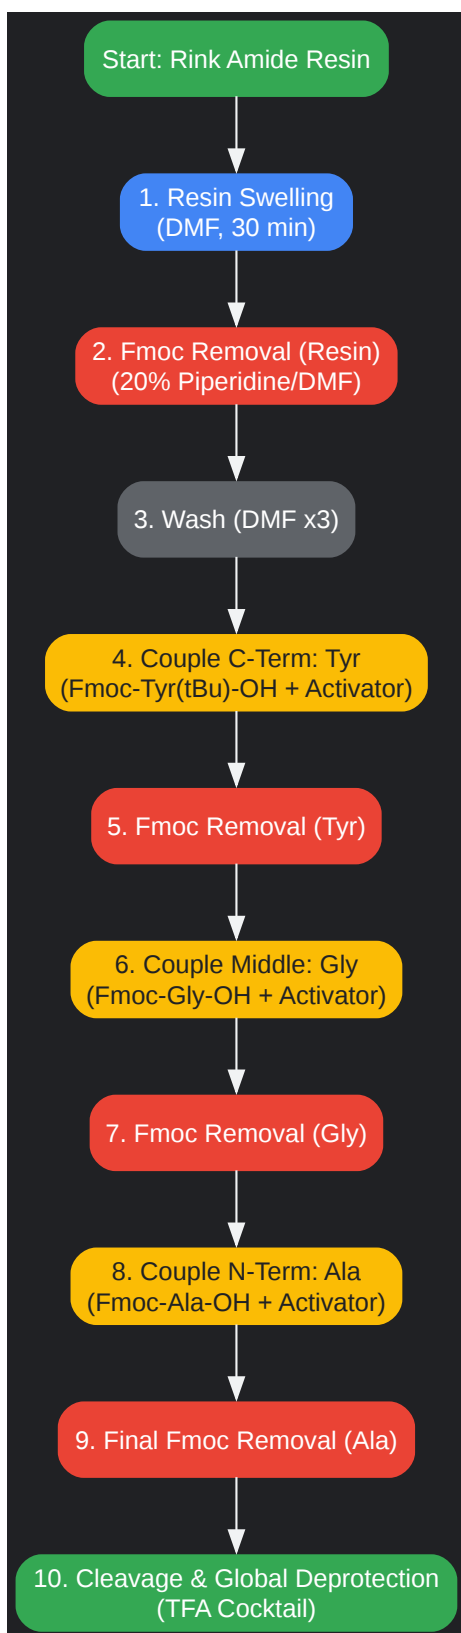 Start: Rink Amide Resin
1. Resin Swelling
(DMF, 30 min)
2. Fmoc Removal (Resin)
(20% Piperidine/DMF)
3. Wash (DMF x3)
4. Couple C-Term: Tyr
(Fmoc-Tyr(tBu)-OH + Activator)
5. Fmoc Removal (Tyr)
6. Couple Middle: Gly
(Fmoc-Gly-OH + Activator)
7. Fmoc Removal (Gly)
8. Couple N-Term: Ala
(Fmoc-Ala-OH + Activator)
9. Final Fmoc Removal (Ala)
10. Cleavage & Global Deprotection
(TFA Cocktail)